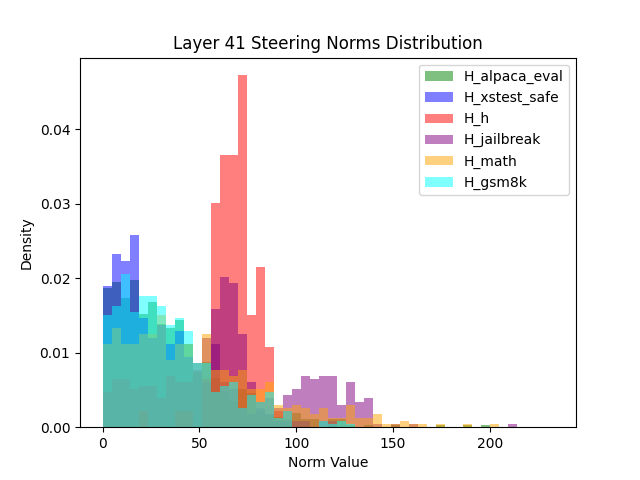 Layer 41 Steering Norms Distribution
H_alpaca_eval
H_xstest_safe
H_h
H_jailbreak
H_math
H_gsm8k
Density
0.04
0.03
0.02
0.01
0.00
0
50
100
150
200
Norm Value